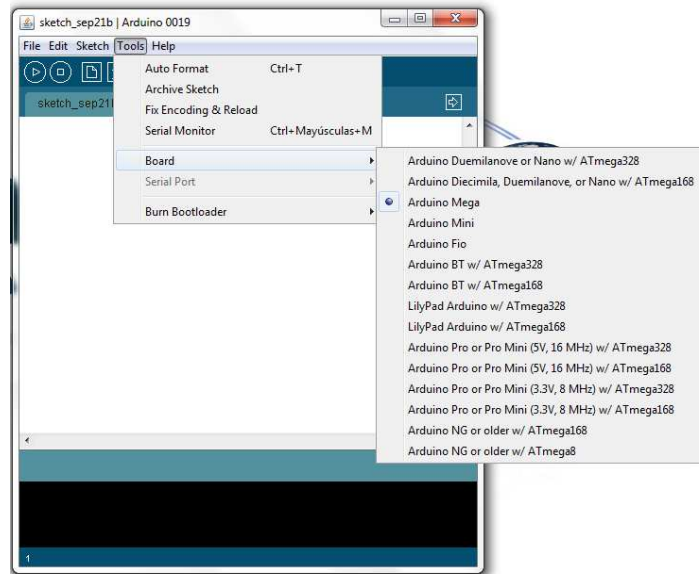 sketch_sep21b | Arduino 0019
File Edit Sketch Tools Help
Auto Format Ctrl+T
Archive Sketch
sketch_sep21
Fix Encoding & Reload
Serial Monitor Ctrl+Mayúsculas+M
Board
Serial Port
Burn Bootloader
Arduino Duemilanove or Nano w/ ATmega328
Arduino Diecimila, Duemilanove, or Nano w/ ATmega168
Arduino Mega
Arduino Mini
Arduino Fio
Arduino BT w/ ATmega328
Arduino BT w/ ATmega168
LilyPad Arduino w/ ATmega328
LilyPad Arduino w/ ATmega168
Arduino Pro or Pro Mini (5V, 16 MHz) w/ ATmega328
Arduino Pro or Pro Mini (5V, 16 MHz) w/ ATmega168
Arduino Pro or Pro Mini (3.3V, 8 MHz) w/ ATmega328
Arduino Pro or Pro Mini (3.3V, 8 MHz) w/ ATmega168
Arduino NG or older w/ ATmega168
Arduino NG or older w/ ATmega8
1